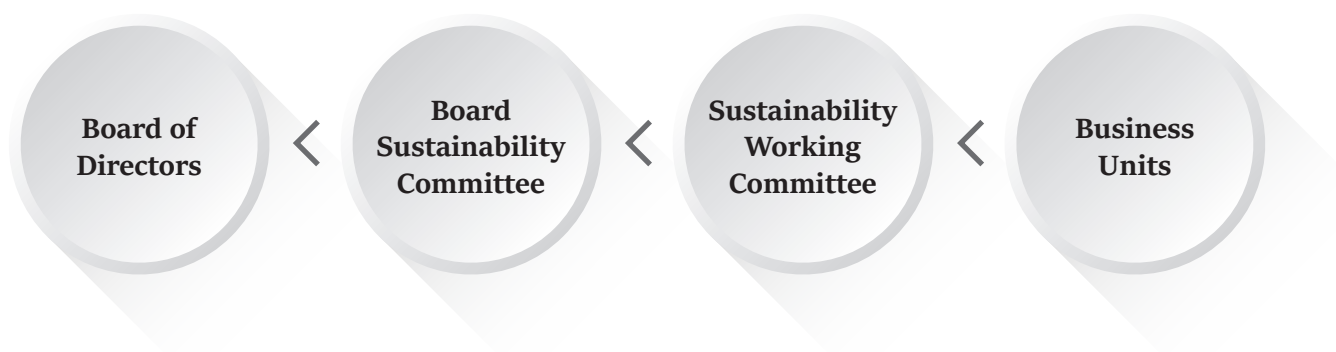 Board of
Directors
Board
Sustainability
Committee
Sustainability
Working
Committee
Business
Units